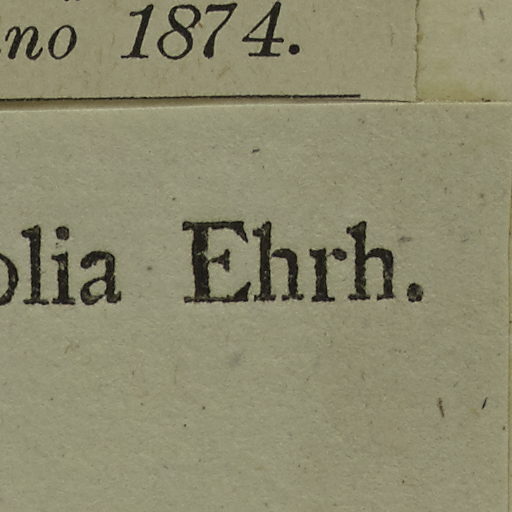 no 1874.
olia Ehrh.